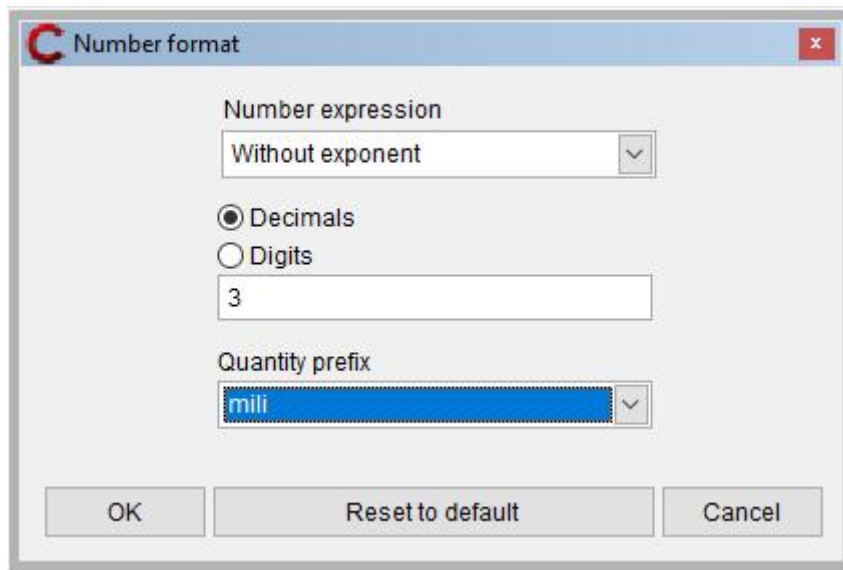 Number format
Number expression
Without exponent
Decimals
Digits
3
Quantity prefix
mili
OK Reset to default Cancel